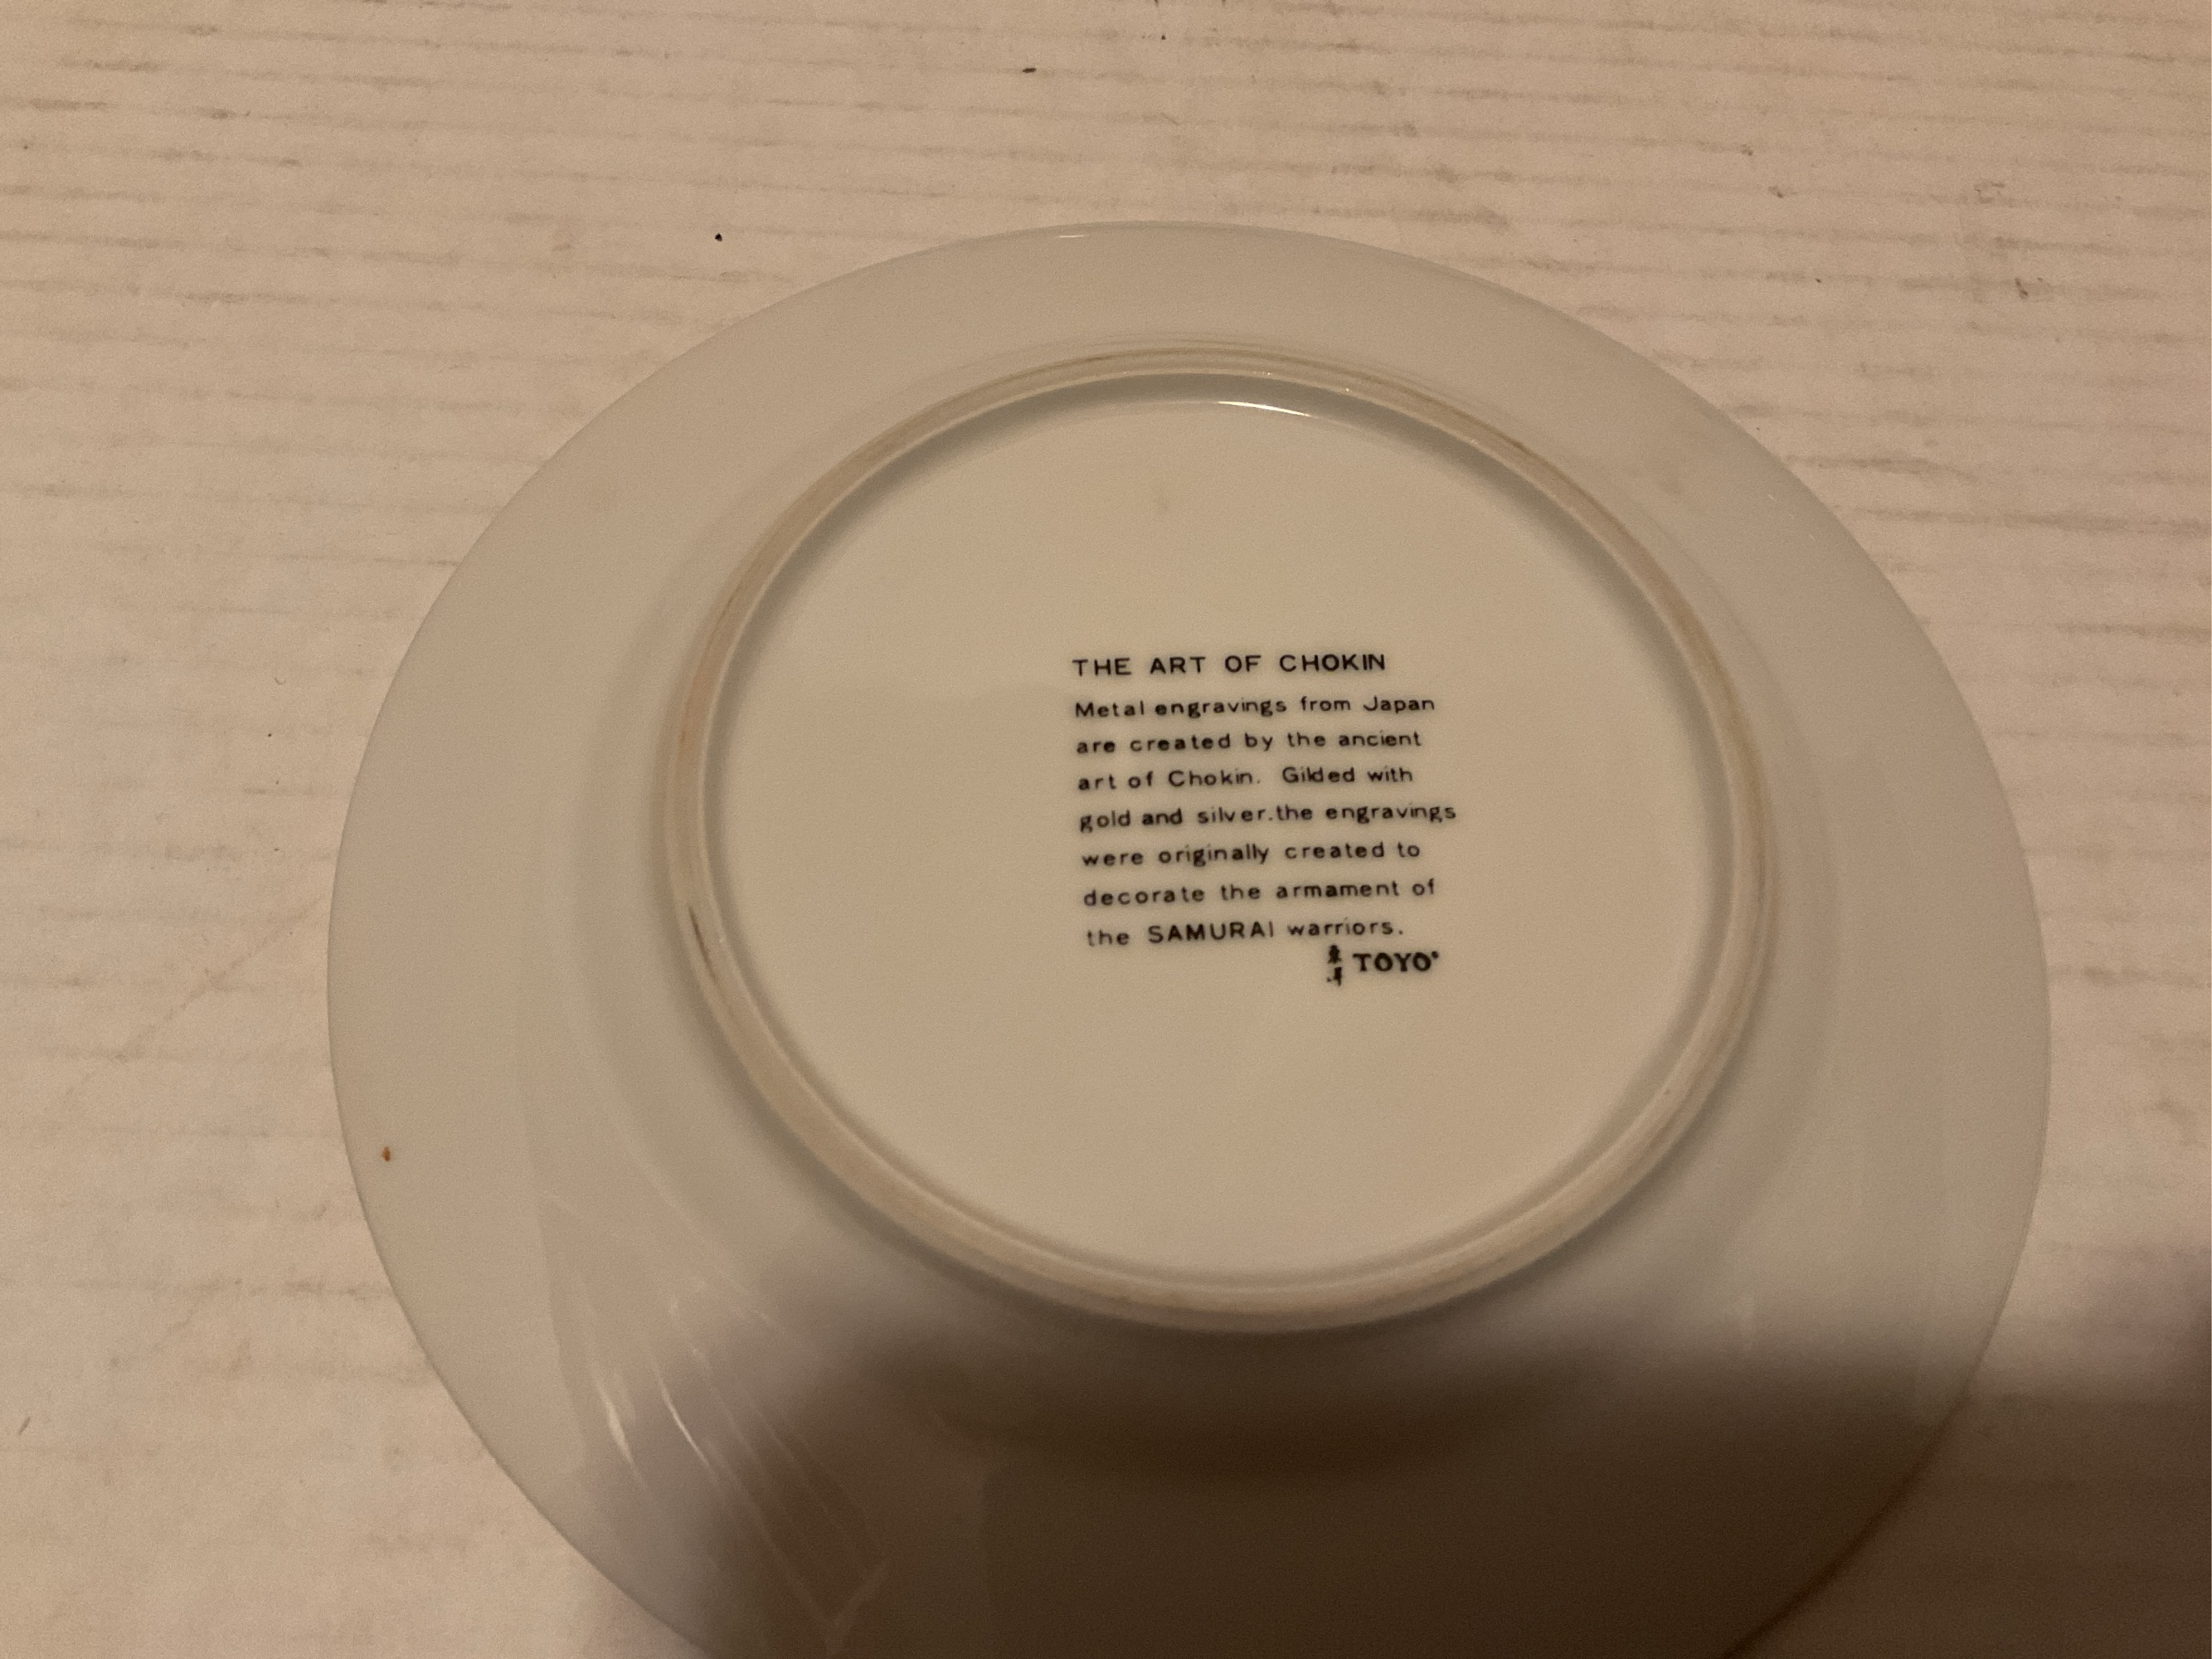 THE ART OF CHOKIN
Metal engravings from Japan
are created by the ancient
art of Chokin. Gilded with
gold and silver.the engravings
were originally created to
decorate the armament of
the SAMURAI warriors.
TOYO